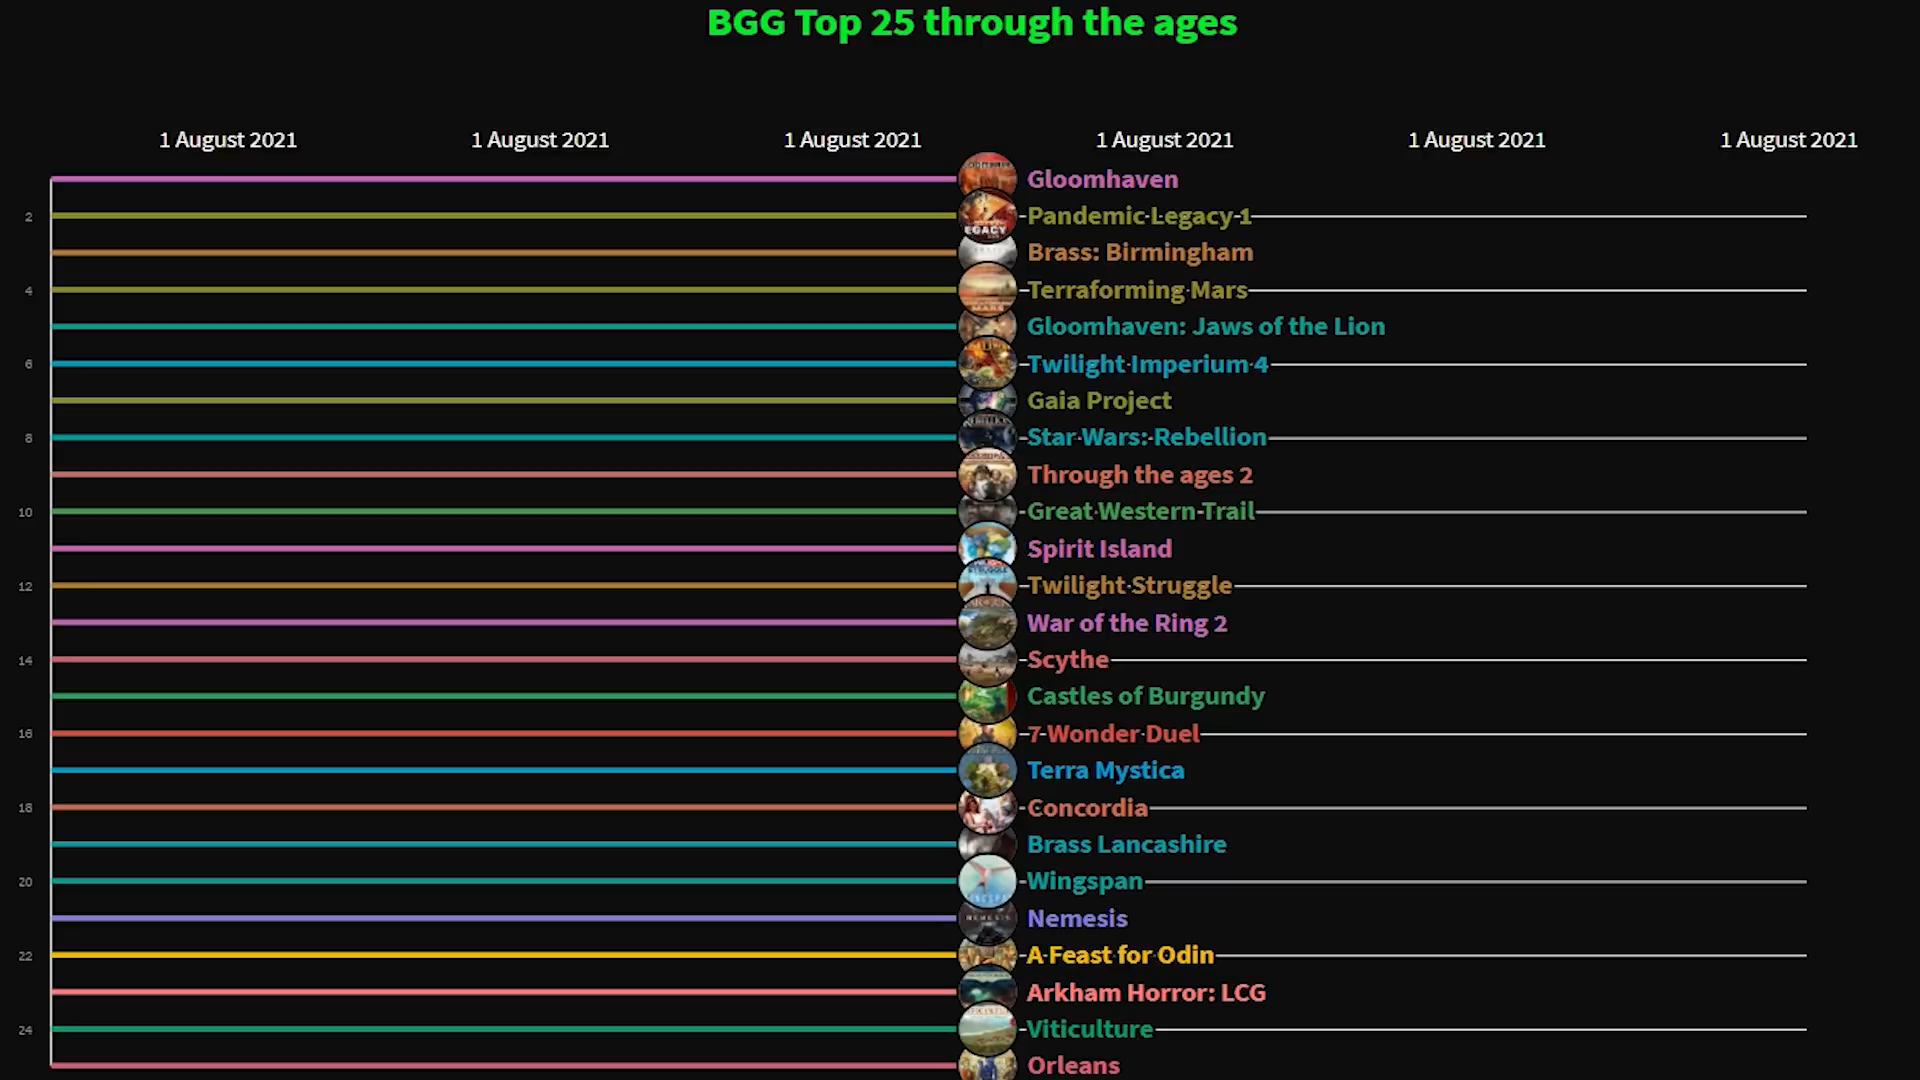 BGG Top 25 through the ages
1 August 2021 1 August 2021 1 August 2021 1 August 2021 1 August 2021 1 August 2021
Gloomhaven
2 Pandemic Legacy 1
Brass: Birmingham
4 Terraforming Mars
Gloomhaven: Jaws of the Lion
6 Twilight Imperium 4
Gaia Project
8 Star Wars: Rebellion
Through the ages 2
10 Great Western Trail
Spirit Island
12 Twilight Struggle
War of the Ring 2
14 Scythe
Castles of Burgundy
16 7 Wonder Duel
Terra Mystica
18 Concordia
Brass Lancashire
20 Wingspan
NEMESIS Nemesis
22 A Feast for Odin
Arkham Horror: LCG
24 Viticulture
Orleans